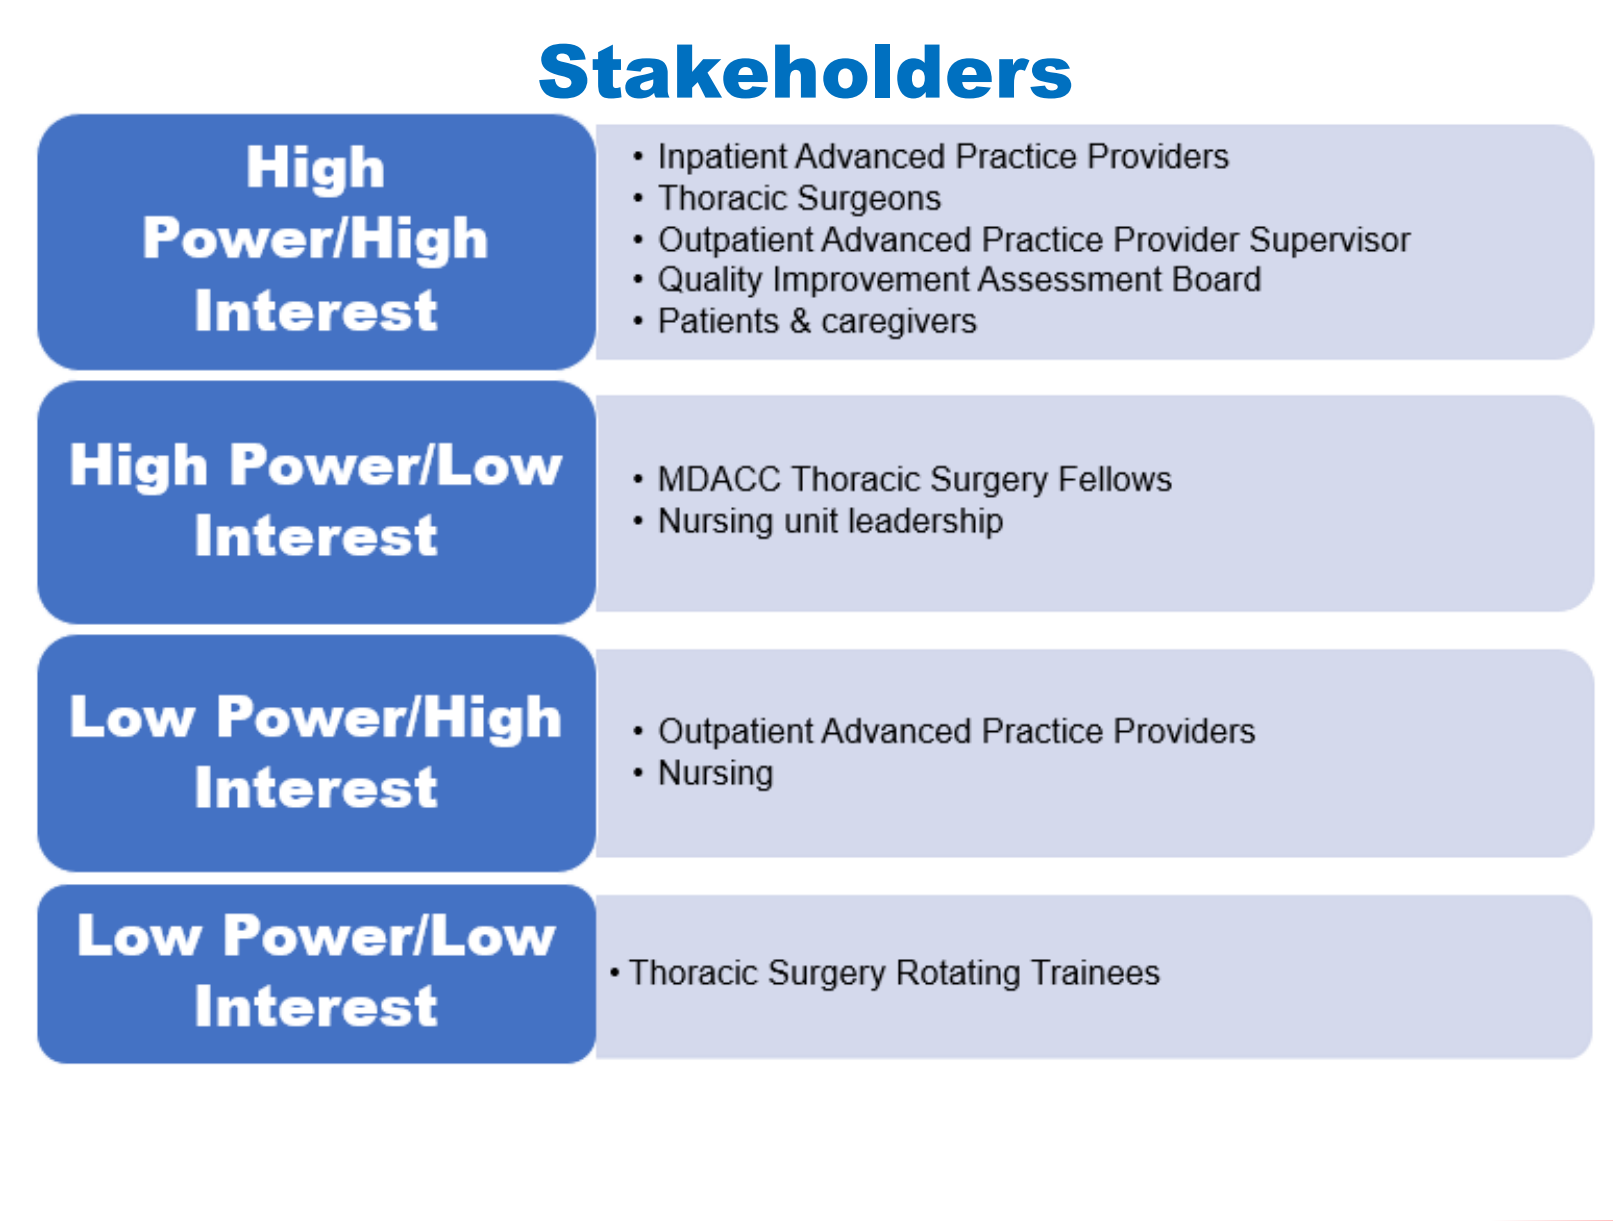 Stakeholders
High
Power/High
Interest
• Inpatient Advanced Practice Providers
• Thoracic Surgeons
• Outpatient Advanced Practice Provider Supervisor
• Quality Improvement Assessment Board
• Patients & caregivers
High Power/Low
Interest
• MDACC Thoracic Surgery Fellows
• Nursing unit leadership
Low Power/High
Interest
• Outpatient Advanced Practice Providers
• Nursing
Low Power/Low
Interest
• Thoracic Surgery Rotating Trainees